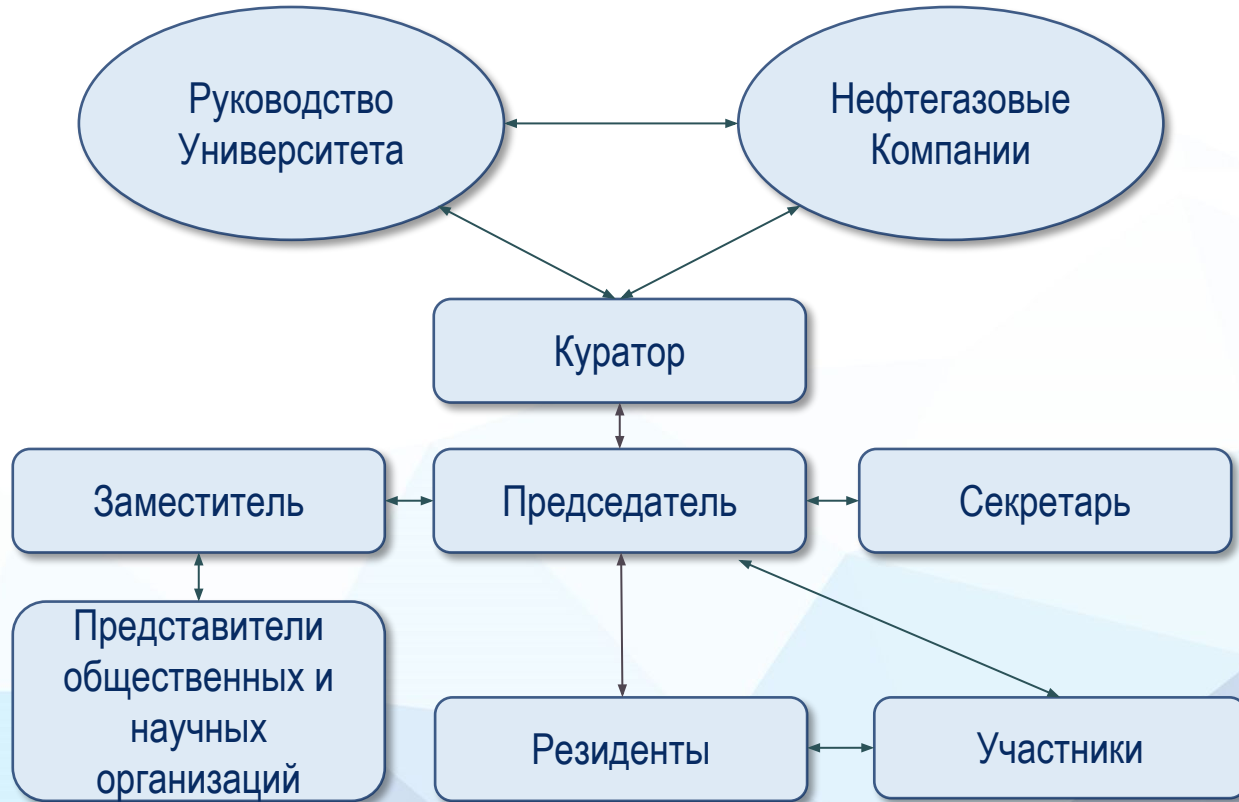 Руководство
Университета
Нефтегазовые
Компании
Куратор
Заместитель
Председатель
Секретарь
Представители
общественных и
научных
организаций
Резиденты
Участники